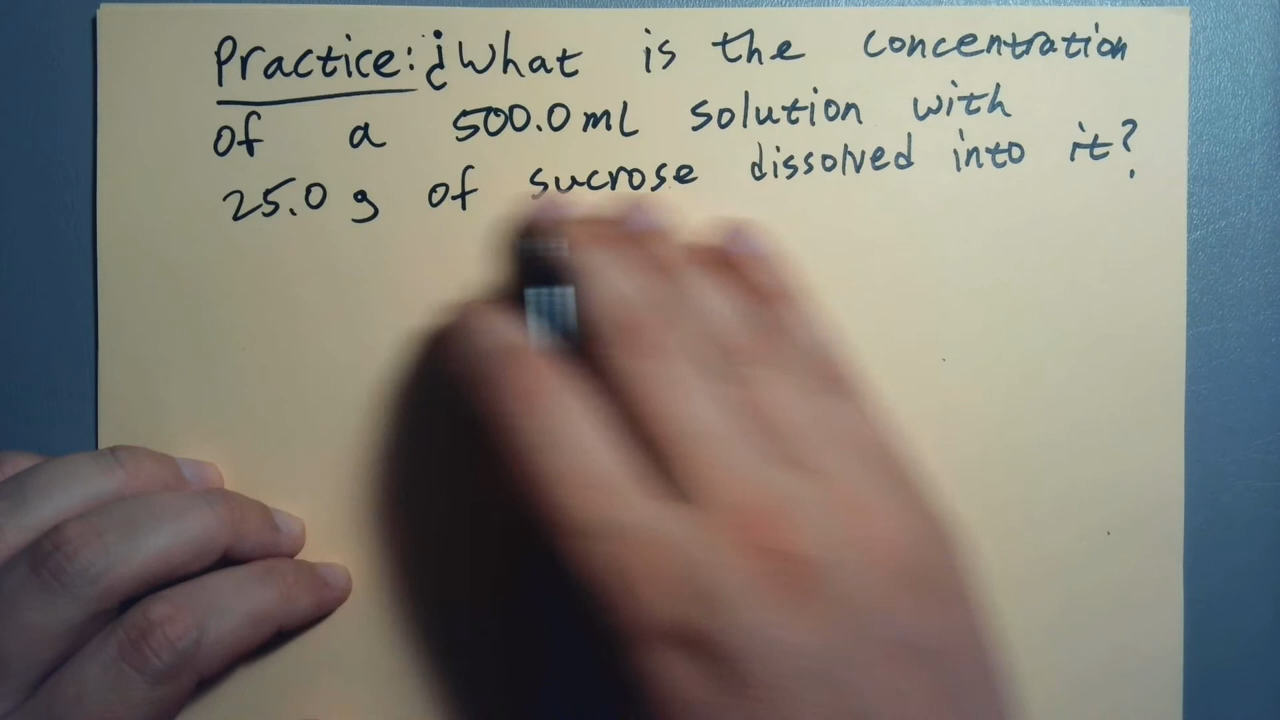 Practice: ¿What is the concentration
of a 500.0 mL solution with
25.0 g of sucrose dissolved into it?